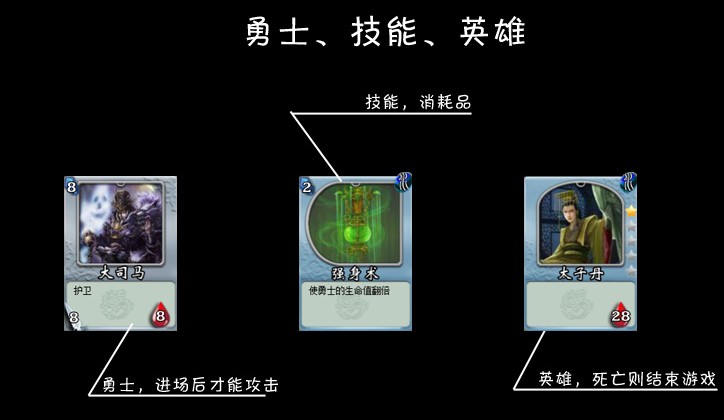 勇士、技能、英雄
技能，消耗品
8
大司马
护卫
8
8
2
强身术
使勇士的生命值翻倍
太子丹
28
勇士，进场后才能攻击
英雄，死亡则结束游戏